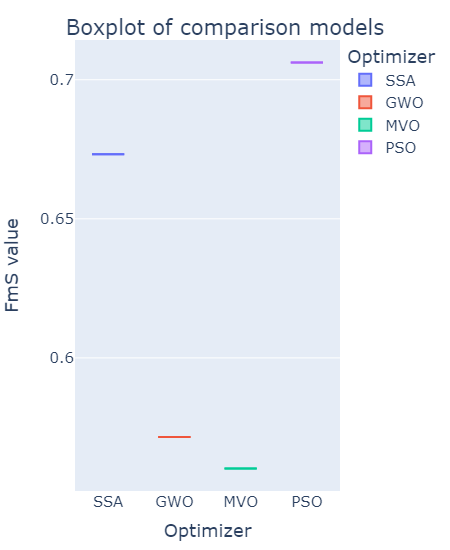 Boxplot of comparison models
Optimizer
SSA
GWO
MVO
PSO
FmS value
0.7
0.65
0.6
SSA GWO MVO PSO
Optimizer